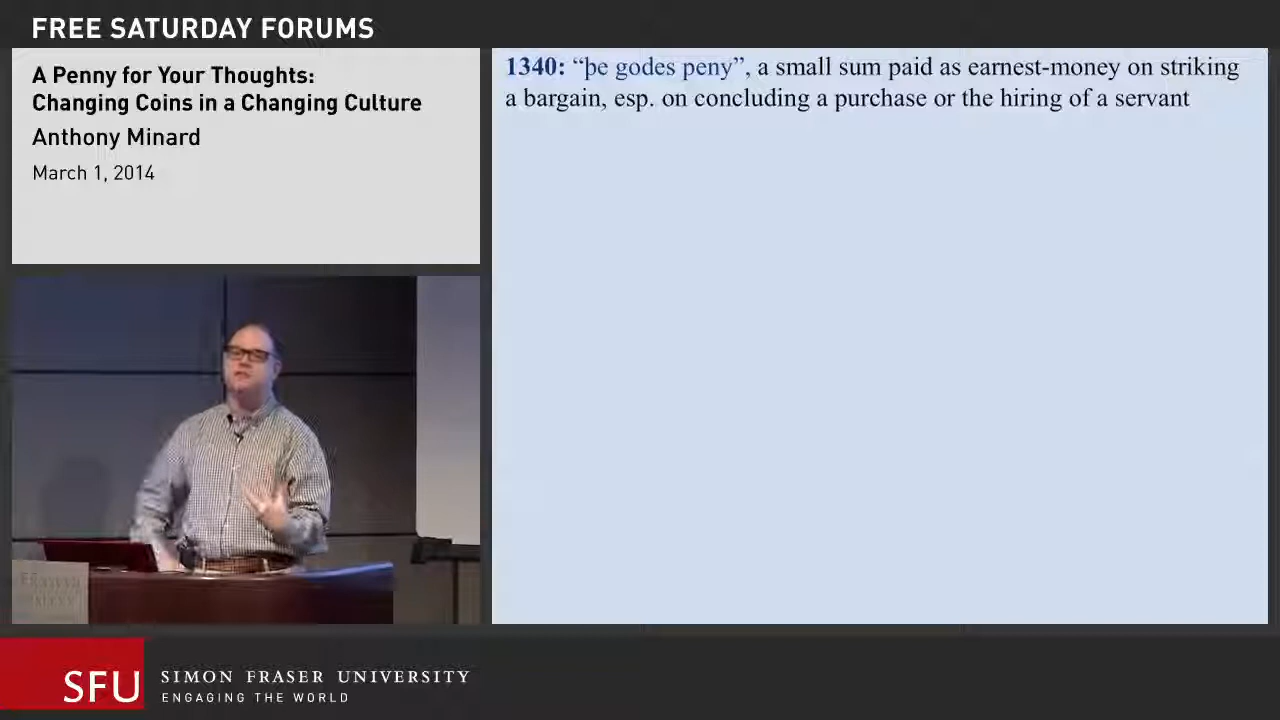 FREE SATURDAY FORUMS
A Penny for Your Thoughts:
Changing Coins in a Changing Culture
Anthony Minard
March 1, 2014
1340: “þe godes peny”, a small sum paid as earnest-money on striking
a bargain, esp. on concluding a purchase or the hiring of a servant
SFU
SIMON FRASER UNIVERSITY
ENGAGING THE WORLD